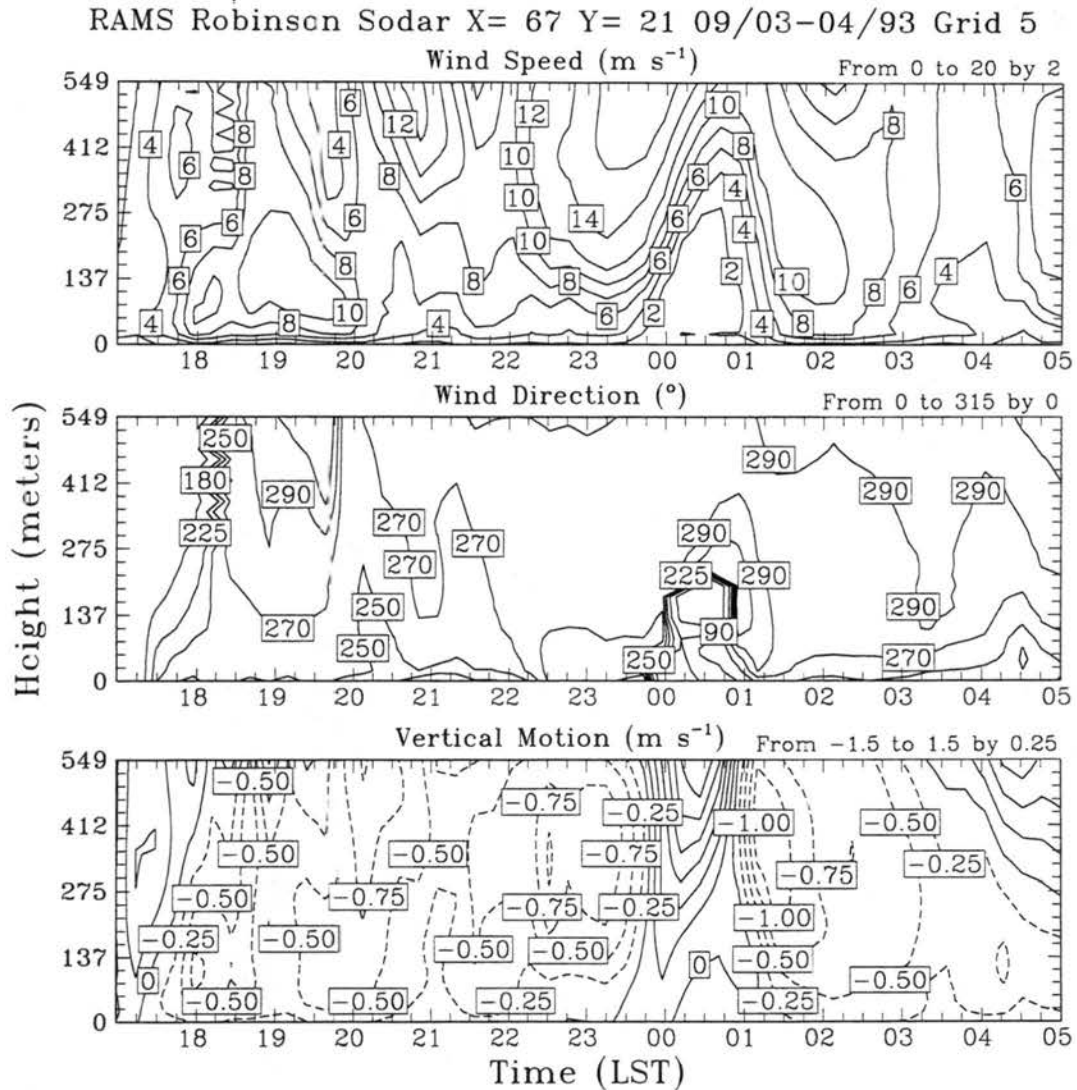 RAMS Robinson Sodar X= 67 Y= 21 09/03-04/93 Grid 5
Wind Speed (m s⁻¹)
From 0 to 20 by 2
549
6 12 12 10
4 6 8 4 8 8
412
6 8 8 10 6 4
10
275
6 6 6 14 6 4
6 10
8 6
137
6 8 8 2 10 4
8 6
10 6 2
4 8 4 4 8
0
18 19 20 21 22 23 00 01 02 03 04 05
Wind Direction (°)
From 0 to 315 by 0
549
250
290
412
180 290 290 290
225 270 290
275
270
270
225 290
137
250 290
270 90
250 250 270
0
18 19 20 21 22 23 00 01 02 03 04 05
Vertical Motion (m s⁻¹)
From -1.5 to 1.5 by 0.25
549
-0.50
-0.75 -0.25
412
-1.00 -0.50
-0.50 -0.50 -0.75
-0.25
-0.75
275
-0.50 -0.75 -0.75 -0.25
-1.00
-0.25 -0.50
137
-0.50 -0.50
-0.50
0 0 -0.50
-0.50 -0.50 -0.25
0
18 19 20 21 22 23 00 01 02 03 04 05
Height (meters)
Time (LST)